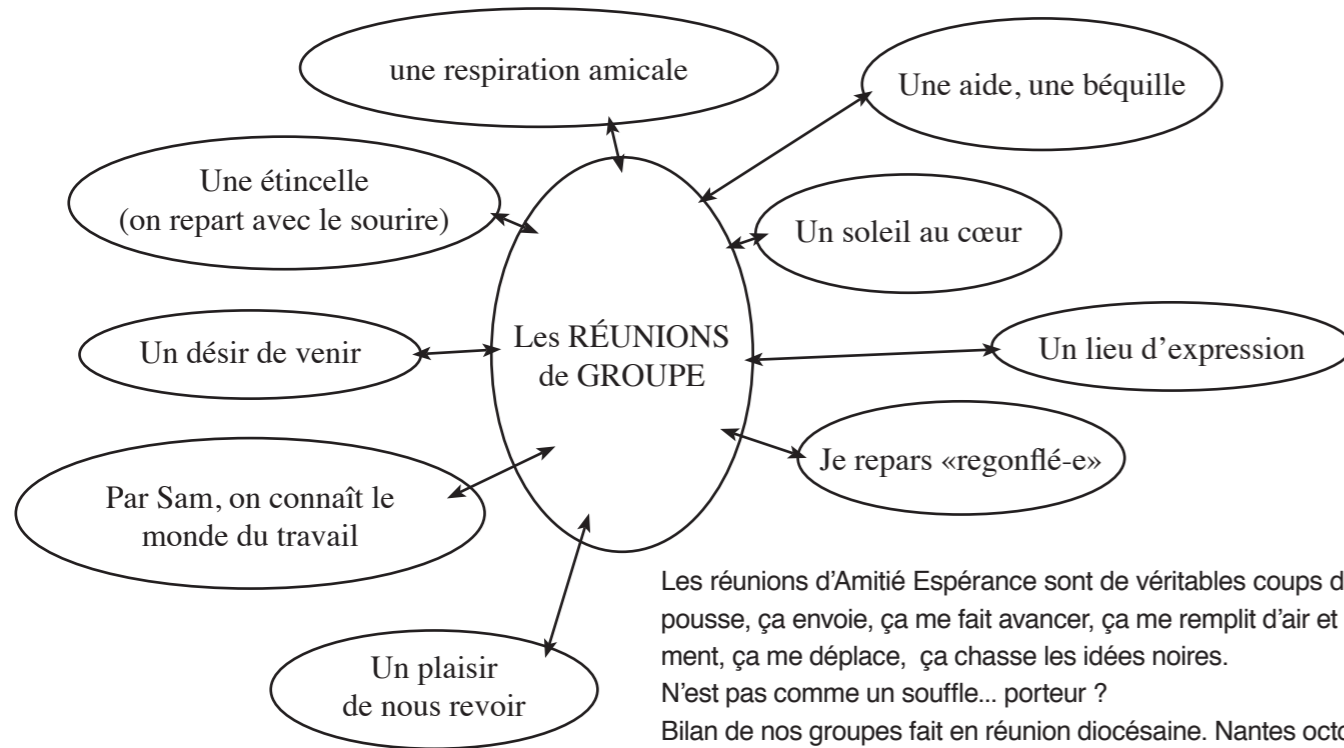 une respiration amicale
Une aide, une béquille
Une étincelle
(on repart avec le sourire)
Un soleil au cœur
Les RÉUNIONS
de GROUPE
Un désir de venir
Un lieu d’expression
Je repars «regonflé-e»
Par Sam, on connaît le
monde du travail
Un plaisir
de nous revoir
Les réunions d’Amitié Espérance sont de véritables coups
pousse, ça envoie, ça me fait avancer, ça me remplit d’air et
ment, ça me déplace, ça chasse les idées noires.
N’est pas comme un souffle... porteur ?
Bilan de nos groupes fait en réunion diocésaine. Nantes